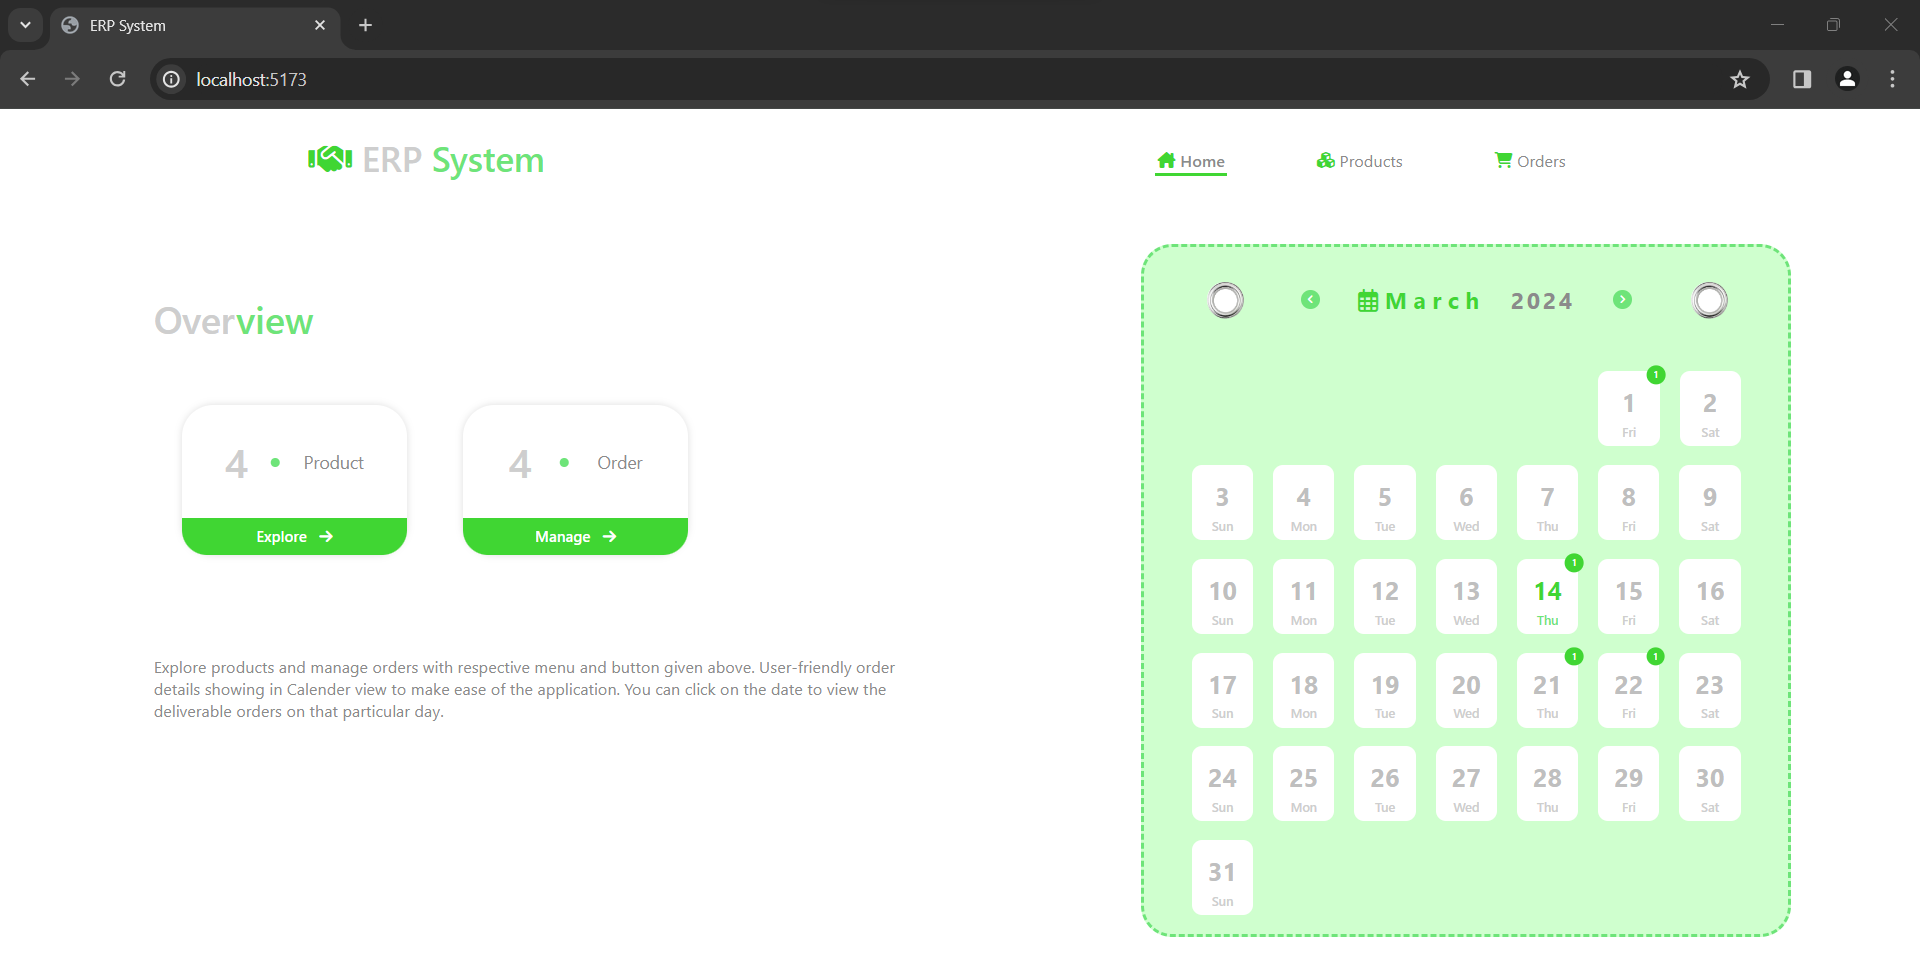 ERP System
localhost:5173
ERP System
Home
Products
Orders
Overview
4 Product
Explore
4 Order
Manage
Explore products and manage orders with respective menu and button given above. User-friendly order
details showing in Calender view to make ease of the application. You can click on the date to view the
deliverable orders on that particular day.
March 2024
1
1 2
Fri Sat
3 4 5 6 7 8 9
Sun Mon Tue Wed Thu Fri Sat
1
10 11 12 13 14 15 16
Sun Mon Tue Wed Thu Fri Sat
1 1
17 18 19 20 21 22 23
Sun Mon Tue Wed Thu Fri Sat
24 25 26 27 28 29 30
Sun Mon Tue Wed Thu Fri Sat
31
Sun